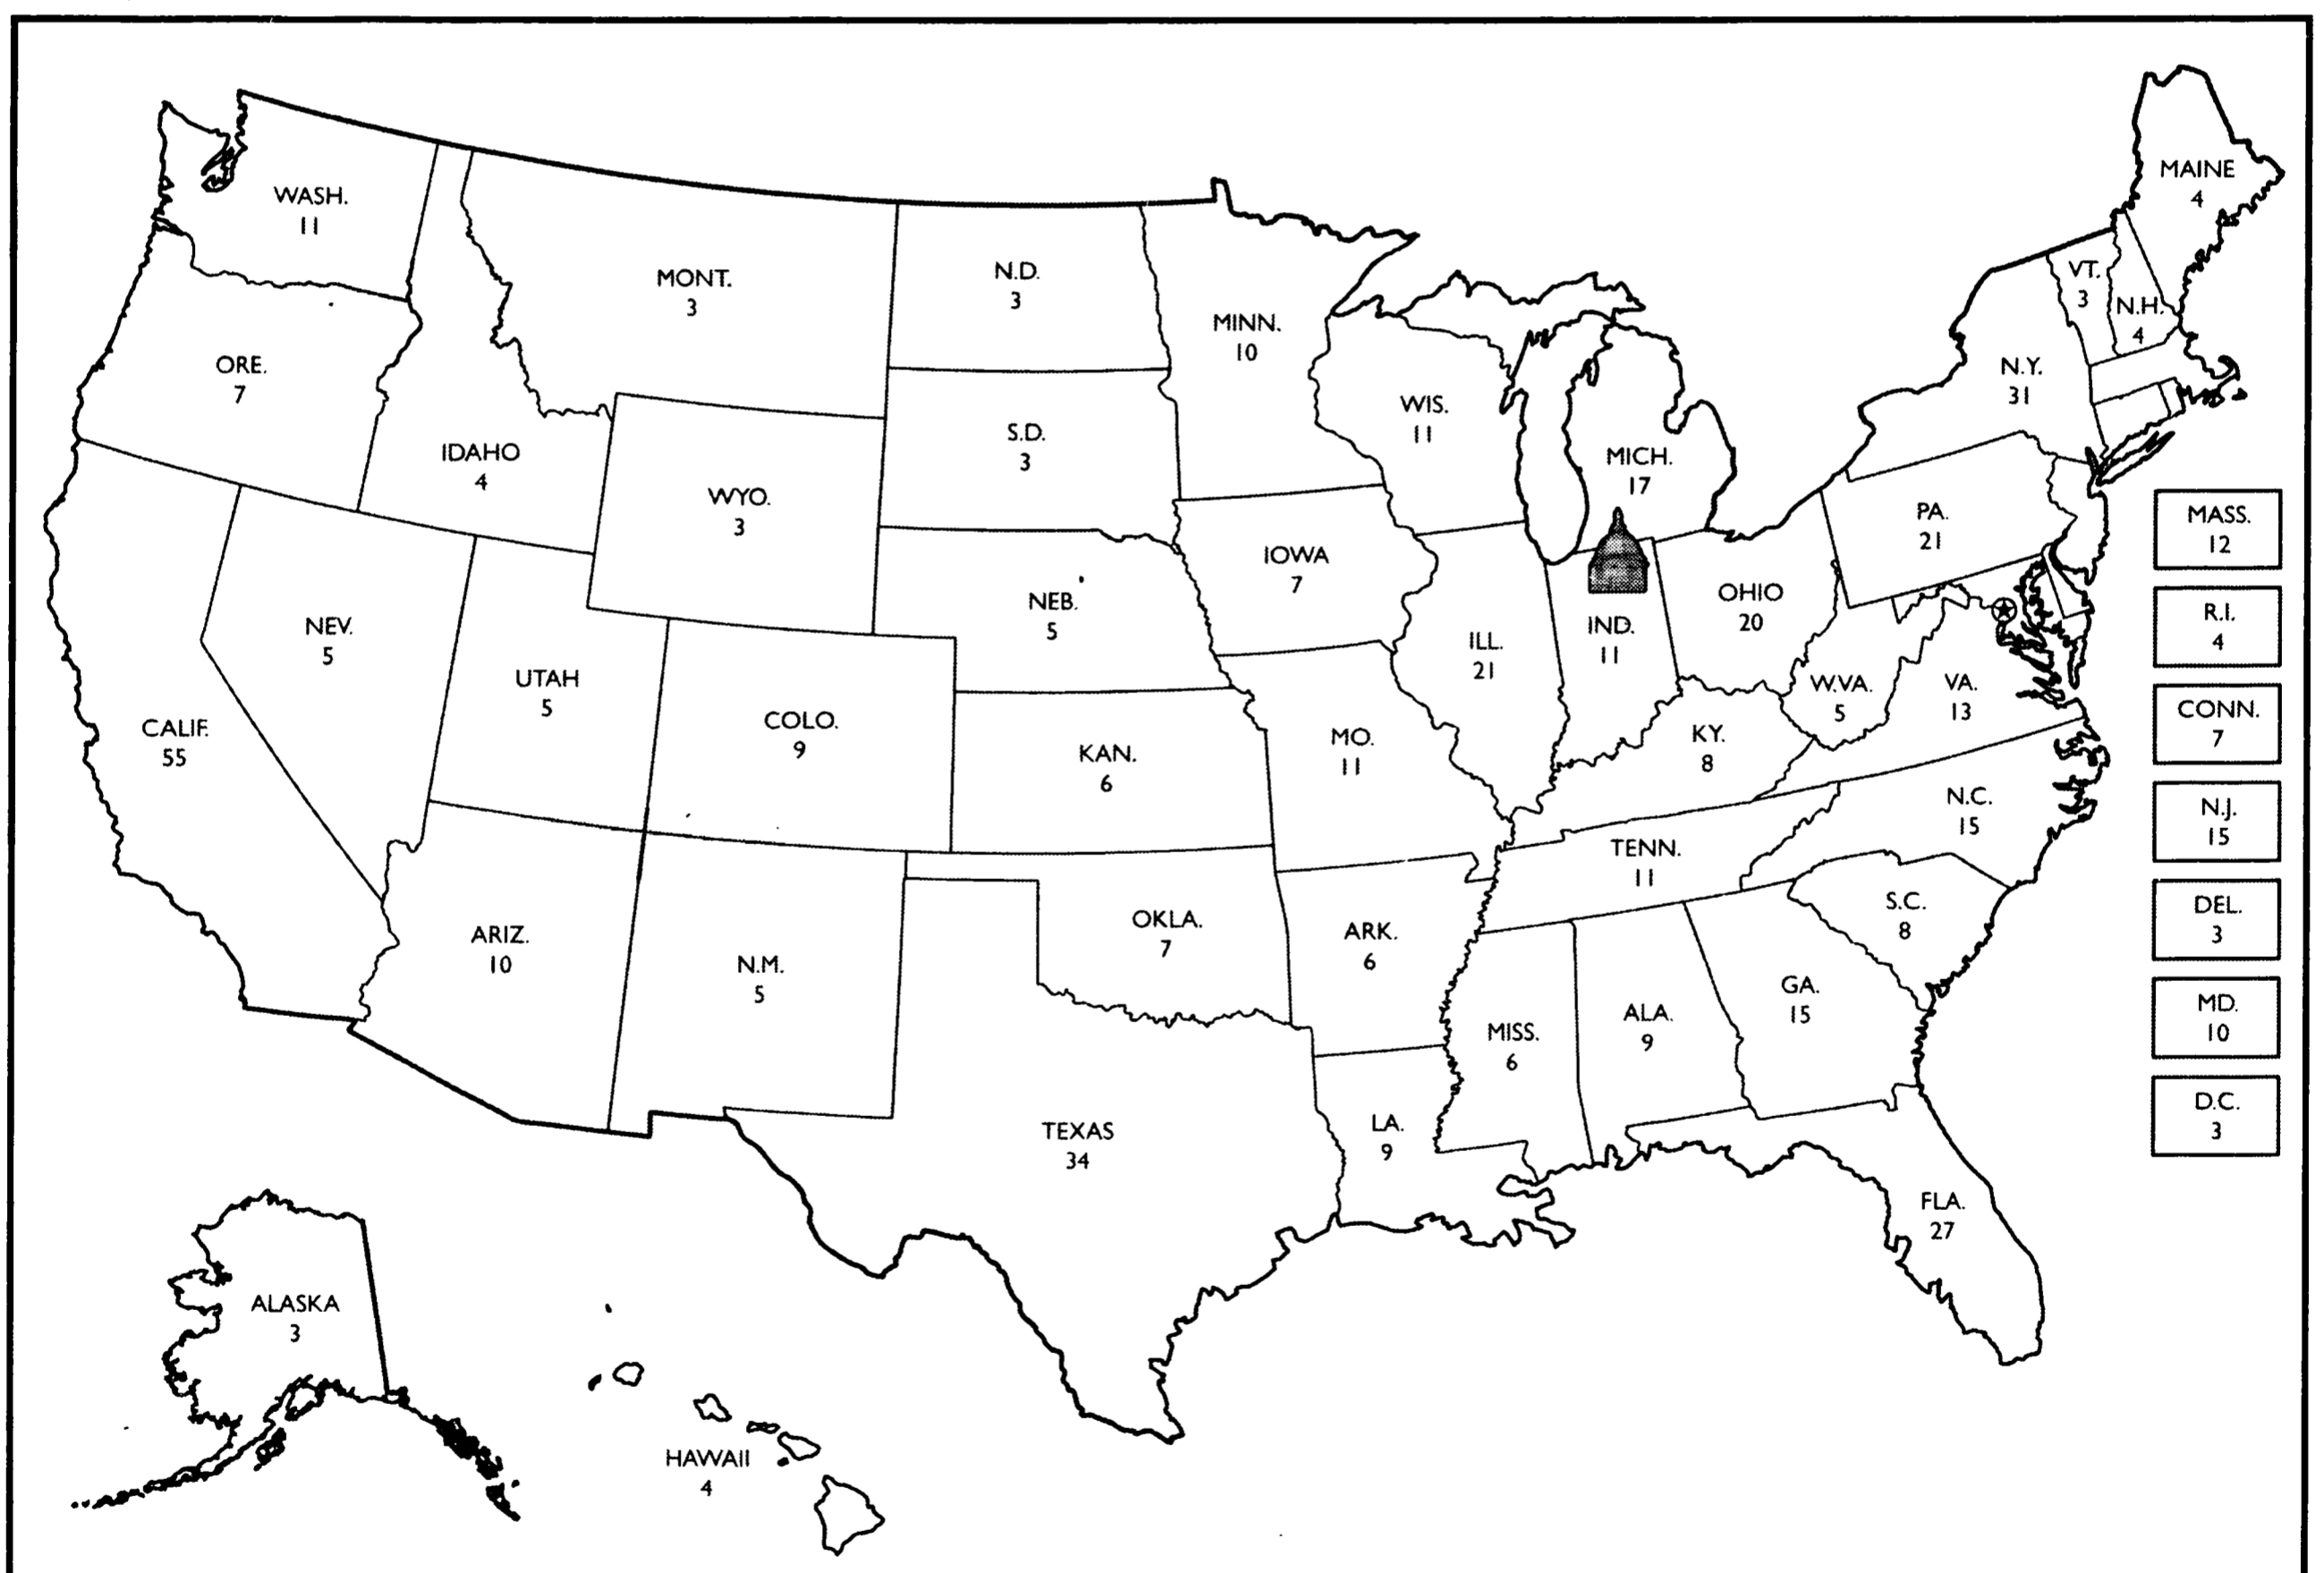 WASH.
11
ORE.
7
CALIF.
55
IDAHO
4
NEV.
5
MONT.
3
WYO.
3
UTAH
5
COLO.
9
ARIZ.
10
N.M.
5
N.D.
3
S.D.
3
NEB.
5
KAN.
6
OKLA.
7
TEXAS
34
MINN.
10
IOWA
7
MO.
11
ARK.
6
LA.
9
WIS.
11
ILL.
21
MICH.
17
IND.
11
OHIO
20
KY.
8
TENN.
11
MISS.
6
ALA.
9
GA.
15
FLA.
27
S.C.
8
N.C.
15
VA.
13
W.VA.
5
PA.
21
N.Y.
31
VT.
3
N.H.
4
MAINE
4
MASS.
12
R.I.
4
CONN.
7
N.J.
15
DEL.
3
MD.
10
D.C.
3
ALASKA
3
HAWAII
4